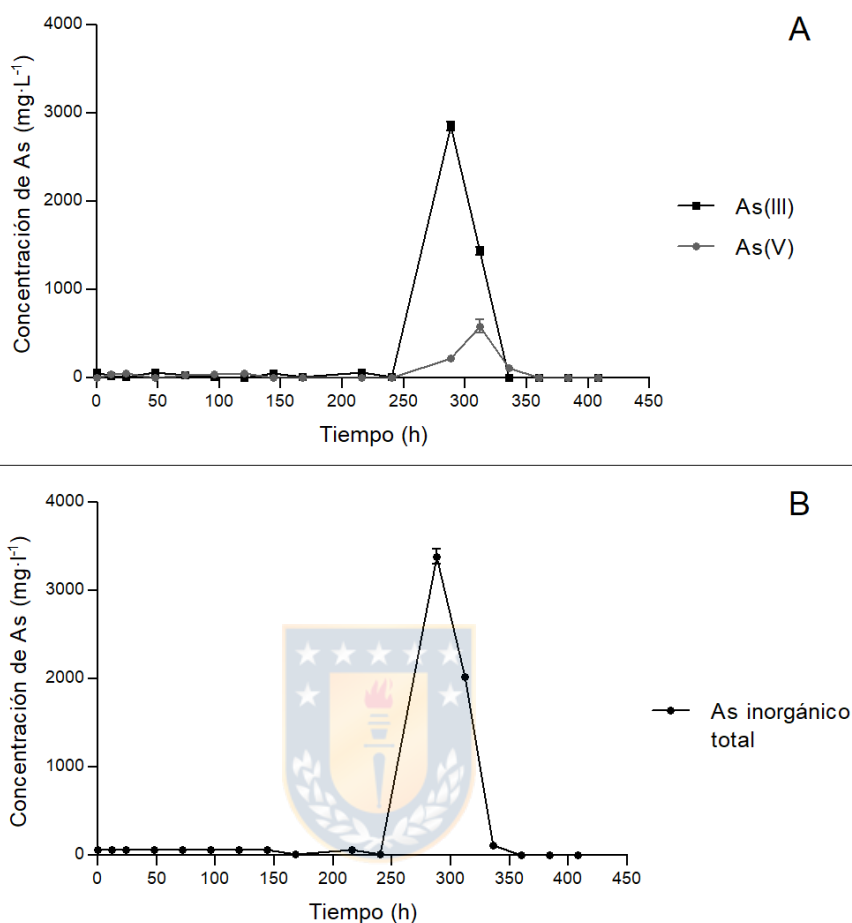 A
Concentración de As (mg·L⁻¹)
4000
3000
2000
1000
0
0 50 100 150 200 250 300 350 400 450
Tiempo (h)
As(III)
As(V)
B
Concentración de As (mg·l⁻¹)
4000
3000
2000
1000
0
0 50 100 150 200 250 300 350 400 450
Tiempo (h)
As inorgánico
total